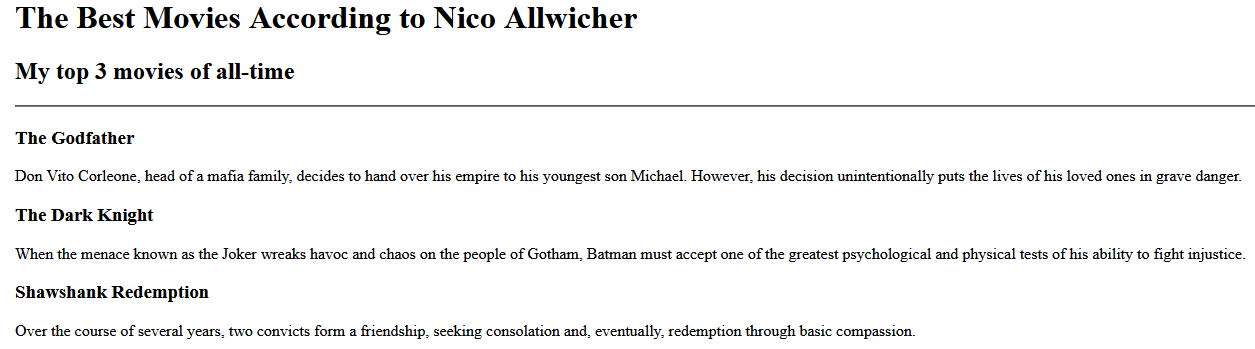 The Best Movies According to Nico Allwicher
My top 3 movies of all-time
The Godfather
Don Vito Corleone, head of a mafia family, decides to hand over his empire to his youngest son Michael. However, his decision unintentionally puts the lives of his loved ones in grave danger.
The Dark Knight
When the menace known as the Joker wreaks havoc and chaos on the people of Gotham, Batman must accept one of the greatest psychological and physical tests of his ability to fight injustice.
Shawshank Redemption
Over the course of several years, two convicts form a friendship, seeking consolation and, eventually, redemption through basic compassion.